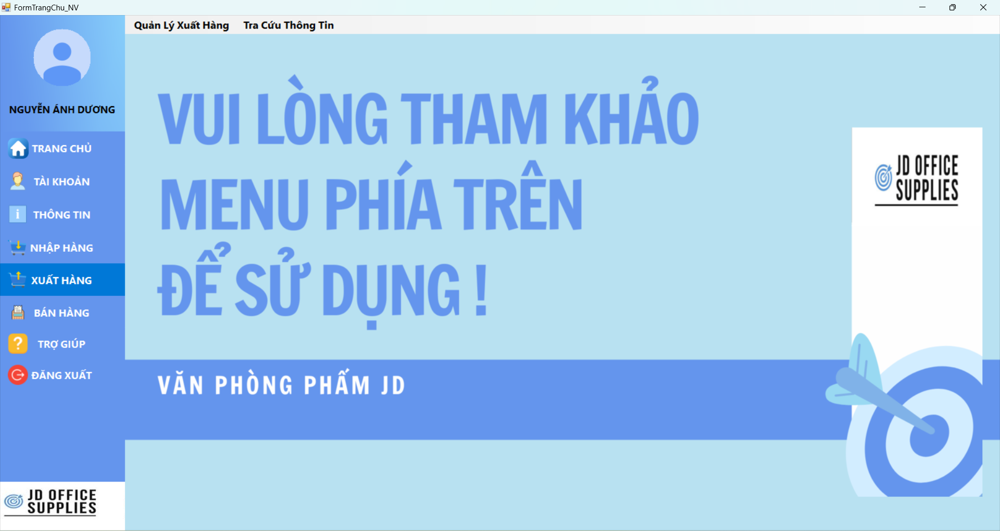 FormTrangChu_NV
Quản Lý Xuất Hàng Tra Cứu Thông Tin
NGUYỄN ÁNH DƯƠNG
TRANG CHỦ
TÀI KHOẢN
i THÔNG TIN
NHẬP HÀNG
XUẤT HÀNG
BÁN HÀNG
? TRỢ GIÚP
ĐĂNG XUẤT
JD OFFICE
SUPPLIES
VUI LÒNG THAM KHẢO
MENU PHÍA TRÊN
ĐỂ SỬ DỤNG !
VĂN PHÒNG PHẨM JD
JD OFFICE
SUPPLIES